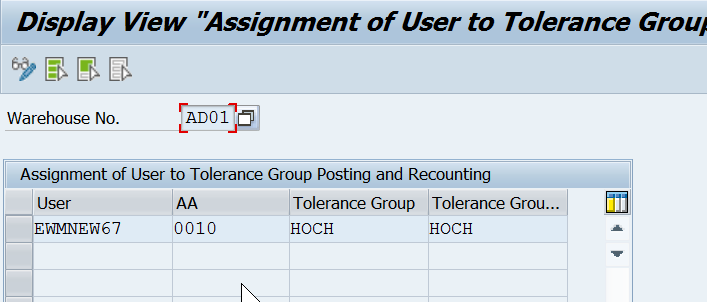 Display View "Assignment of User to Tolerance Group
Warehouse No. AD01
Assignment of User to Tolerance Group Posting and Recounting
User AA Tolerance Group Tolerance Grou...
EWMNEW67 0010 HOCH HOCH